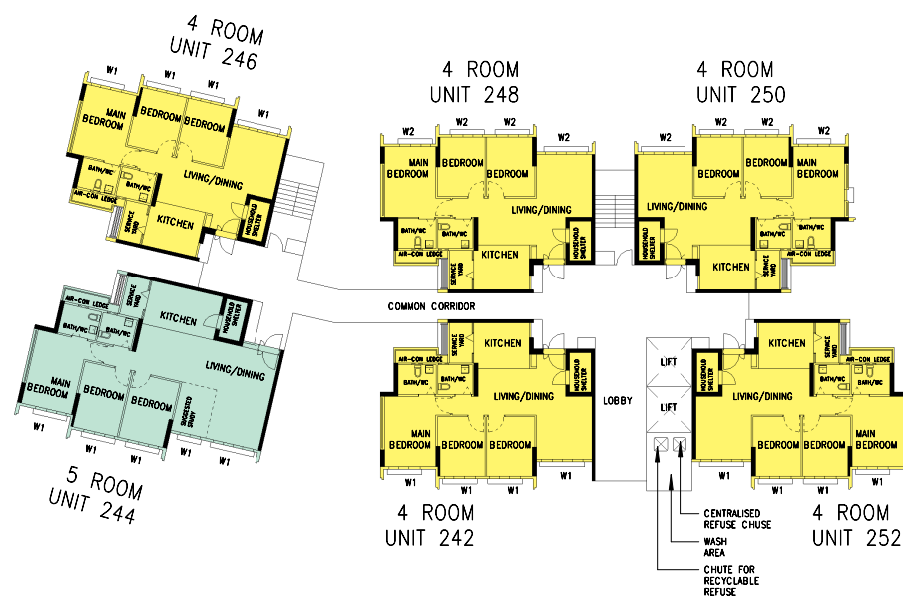 4 ROOM
UNIT 246
W1
W1
W1
W1
MAIN
BEDROOM
BEDROOM
BEDROOM
BATH/WC
BATH/WC
LIVING/DINING
AIR-CON LEDGE
SERVICE
YARD
KITCHEN
HOUSEHOLD
SHELTER
4 ROOM
UNIT 248
W2
W2
W2
W2
MAIN
BEDROOM
BEDROOM
BEDROOM
LIVING/DINING
BATH/WC
BATH/WC
AIR-CON LEDGE
SERVICE
YARD
KITCHEN
HOUSEHOLD
SHELTER
4 ROOM
UNIT 250
W2
W2
W2
W2
BEDROOM
BEDROOM
MAIN
BEDROOM
LIVING/DINING
BATH/WC
BATH/WC
AIR-CON LEDGE
SERVICE
YARD
KITCHEN
HOUSEHOLD
SHELTER
COMMON CORRIDOR
AIR-CON LEDGE
SERVICE
YARD
KITCHEN
HOUSEHOLD
SHELTER
BATH/WC
BATH/WC
LIVING/DINING
MAIN
BEDROOM
BEDROOM
BEDROOM
SUGGESTED
STUDY
W1
W1
W1
W1
W1
5 ROOM
UNIT 244
SERVICE
YARD
KITCHEN
AIR-CON LEDGE
BATH/WC
BATH/WC
HOUSEHOLD
SHELTER
LIVING/DINING
MAIN
BEDROOM
BEDROOM
BEDROOM
W1
W1
W1
W1
4 ROOM
UNIT 242
LOBBY
LIFT
LIFT
HOUSEHOLD
SHELTER
KITCHEN
SERVICE
YARD
AIR-CON LEDGE
BATH/WC
BATH/WC
LIVING/DINING
BEDROOM
BEDROOM
MAIN
BEDROOM
W1
W1
W1
W1
4 ROOM
UNIT 252
CENTRALISED
REFUSE CHUSE
WASH
AREA
CHUTE FOR
RECYCLABLE
REFUSE